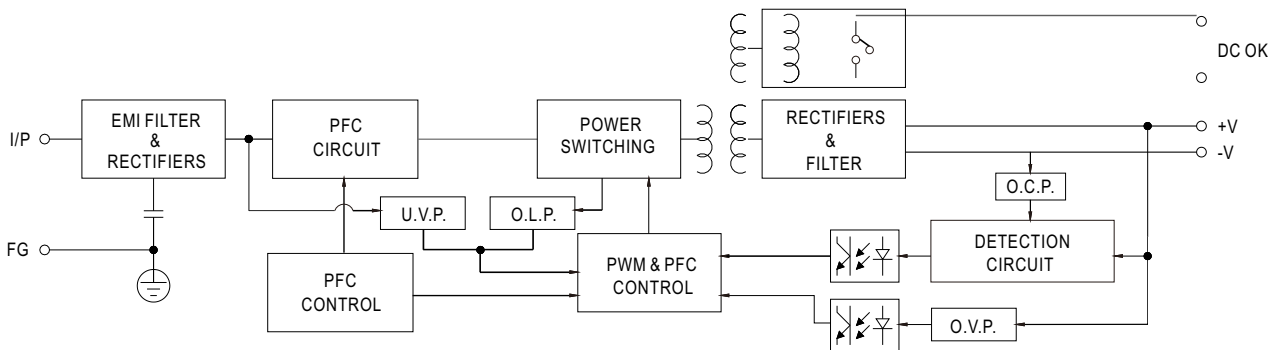 DC OK
I/P
EMI FILTER
&
RECTIFIERS
PFC
CIRCUIT
POWER
SWITCHING
RECTIFIERS
&
FILTER
+V
-V
O.C.P.
U.V.P.
O.L.P.
FG
PFC
CONTROL
PWM & PFC
CONTROL
DETECTION
CIRCUIT
O.V.P.